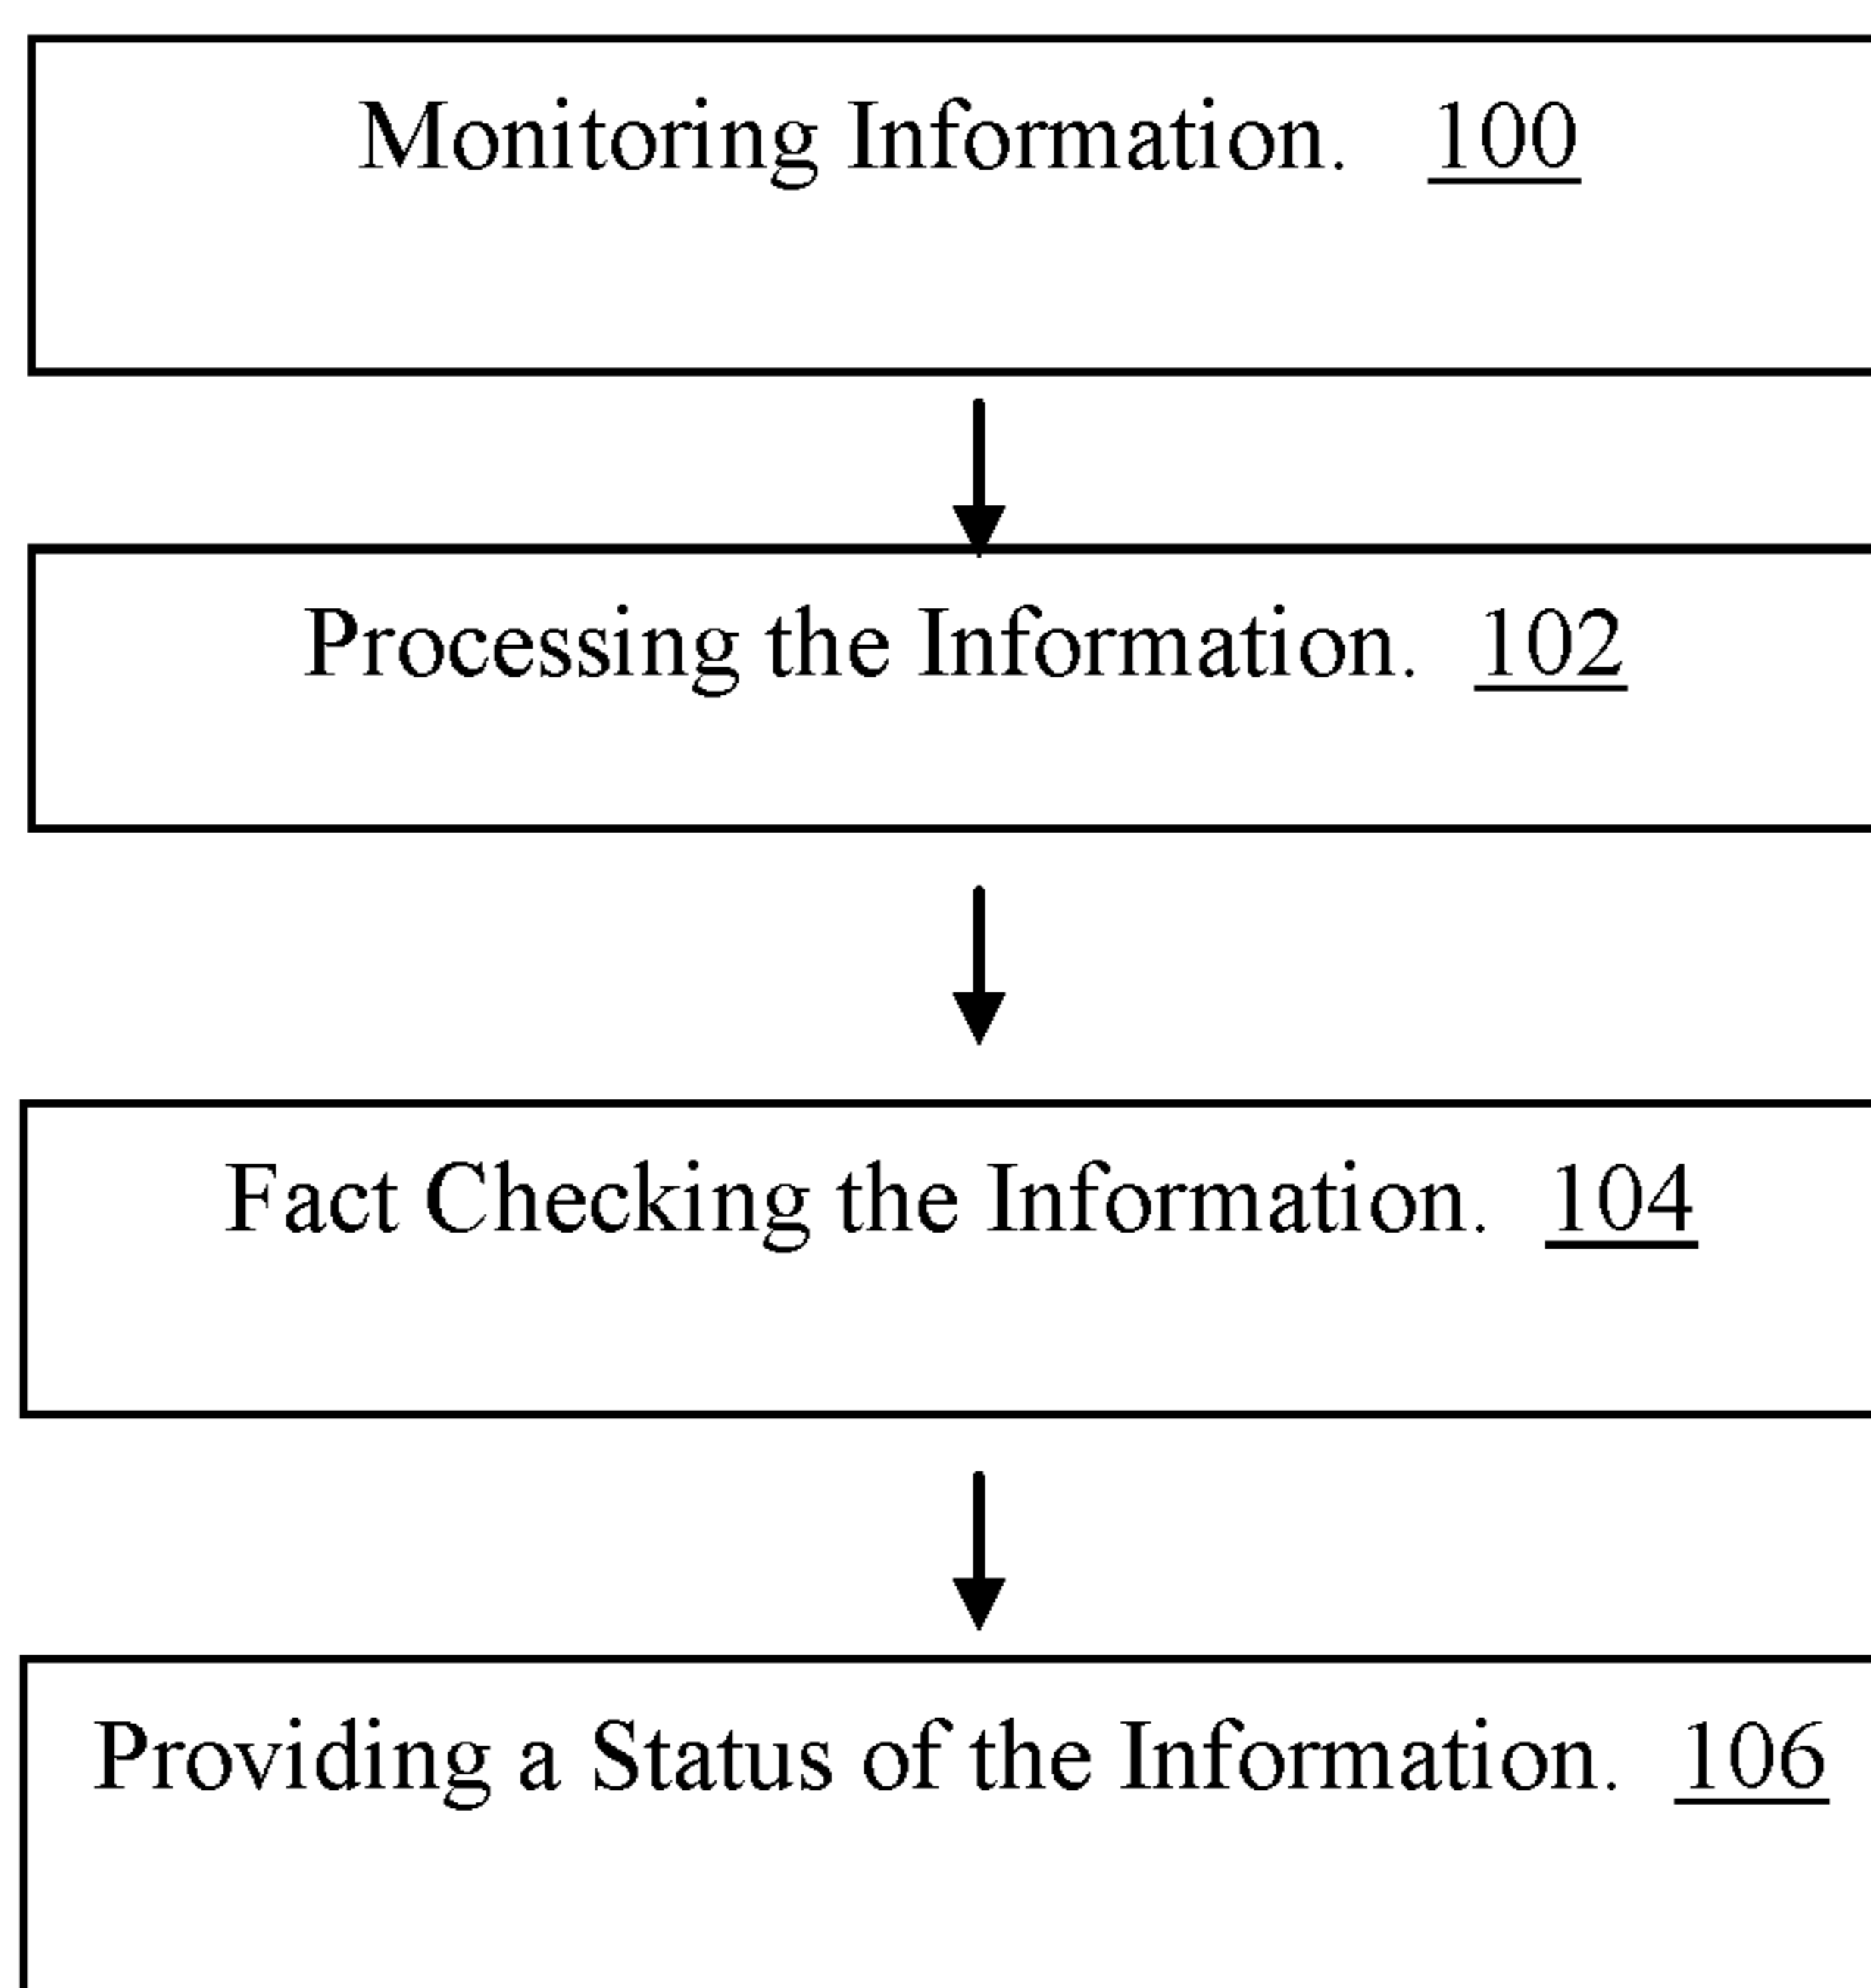 Monitoring Information. 100
Processing the Information. 102
Fact Checking the Information. 104
Providing a Status of the Information. 106